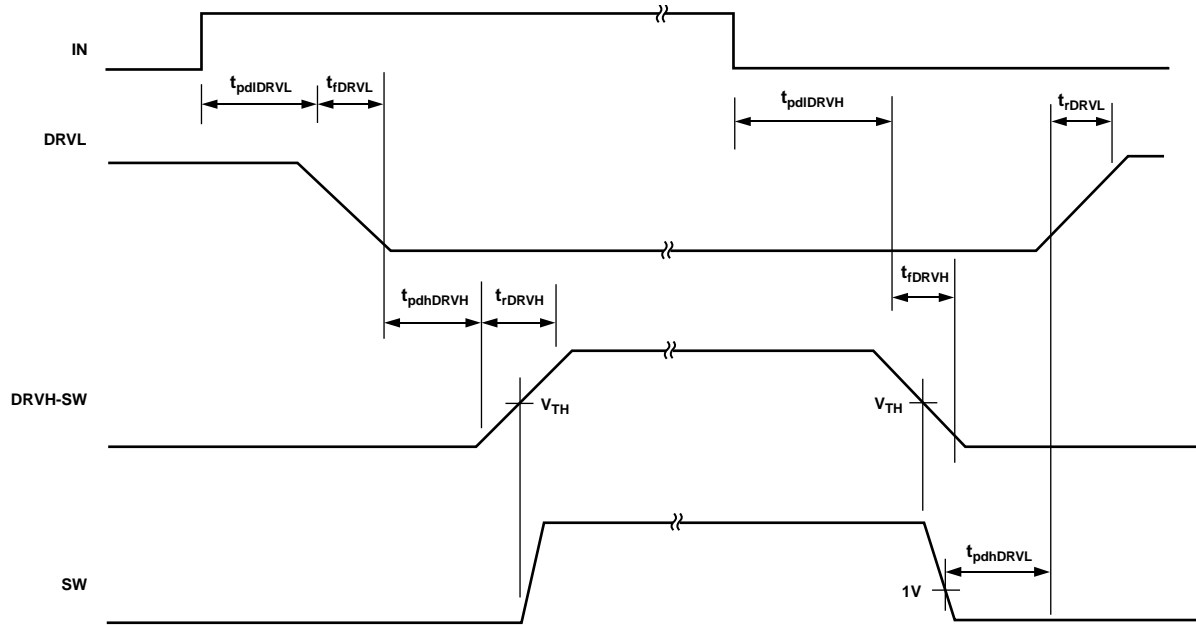 IN
tpdlDRVL
tfDRVL
tpdlDRVH
trDRVL
DRVL
tfDRVH
tpdhDRVH
trDRVH
DRVH-SW
VTH
VTH
tpdhDRVL
SW
1V